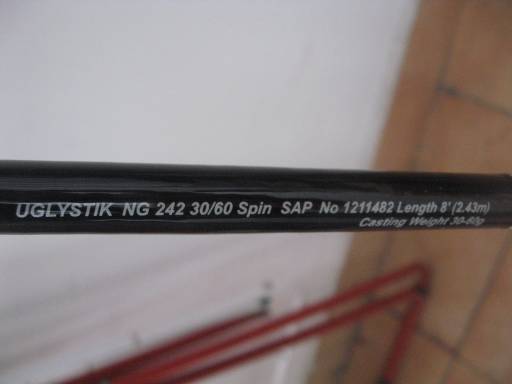 UGLYSTIK NG 242 30/60 Spin SAP No 1211482 Length 8' (2.43m)
Casting Weight 30-60g